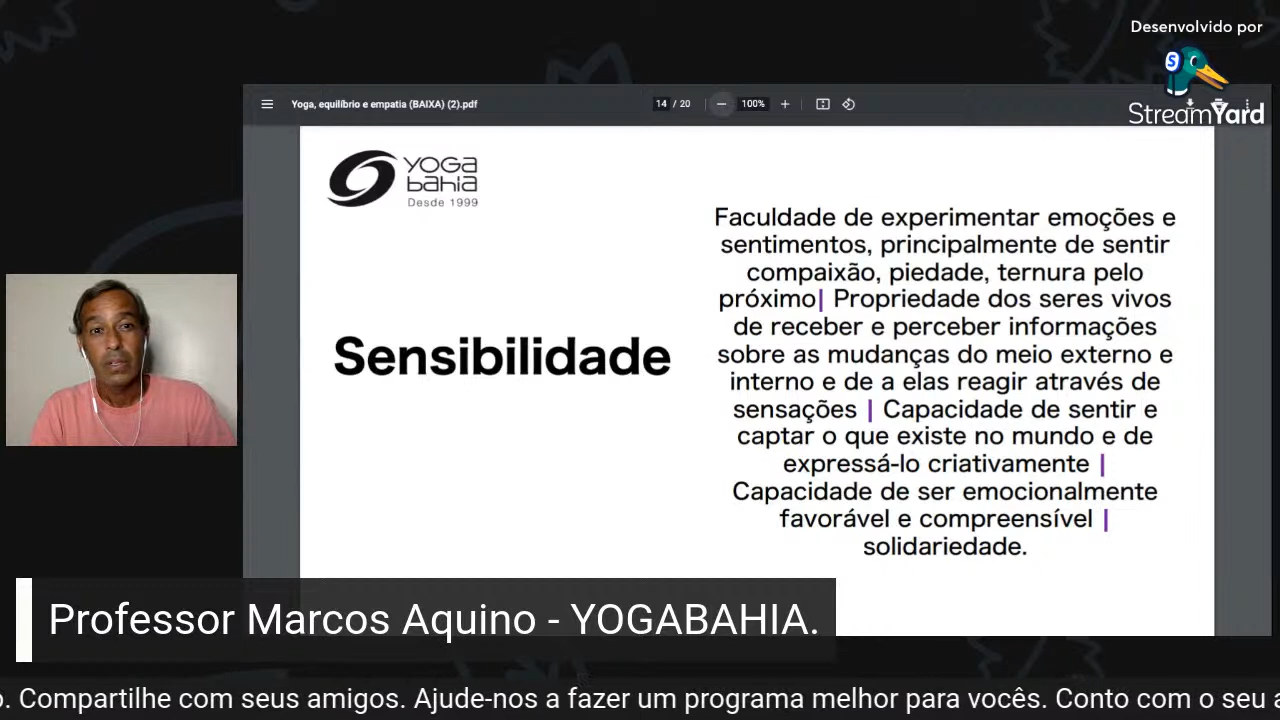 Desenvolvido por
StreamYard
Yoga, equilíbrio e empatia (BAIXA) (2).pdf
14 / 20
100%
YOGA
bahia
Desde 1999
Faculdade de experimentar emoções e
sentimentos, principalmente de sentir
compaixão, piedade, ternura pelo
próximo| Propriedade dos seres vivos
de receber e perceber informações
sobre as mudanças do meio externo e
interno e de a elas reagir através de
sensações | Capacidade de sentir e
captar o que existe no mundo e de
expressá-lo criativamente |
Capacidade de ser emocionalmente
favorável e compreensível |
solidariedade.
Sensibilidade
Professor Marcos Aquino - YOGABAHIA.
o. Compartilhe com seus amigos. Ajude-nos a fazer um programa melhor para vocês. Conto com o seu a